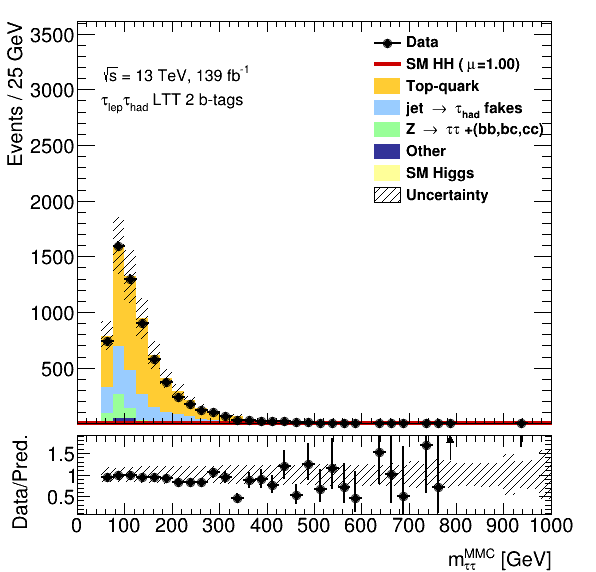 Events / 25 GeV
3500
3000
2500
2000
1500
1000
500
√s = 13 TeV, 139 fb⁻¹
τlepτhad LTT 2 b-tags
Data
SM HH ( μ=1.00)
Top-quark
jet → τhad fakes
Z → ττ +(bb,bc,cc)
Other
SM Higgs
Uncertainty
Data/Pred.
1.5
1
0.5
0 100 200 300 400 500 600 700 800 900 1000
mττMMC [GeV]